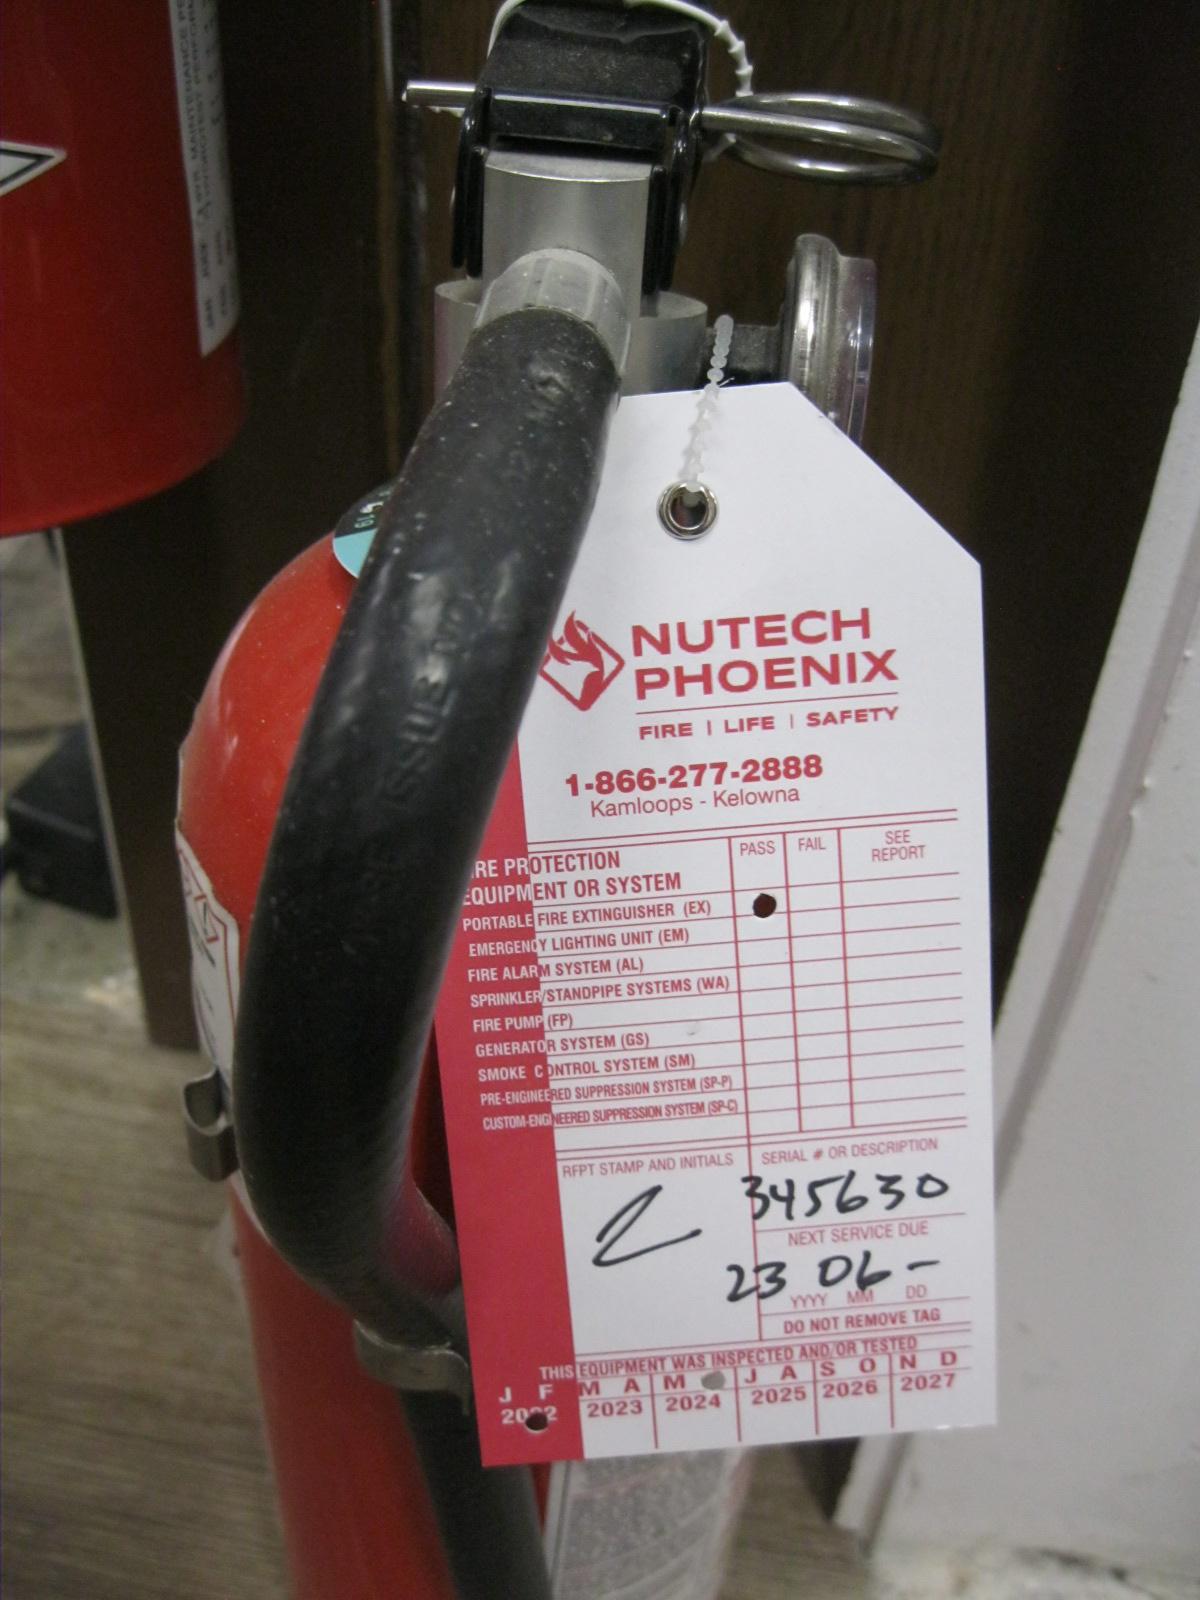 NUTECH
PHOENIX
FIRE | LIFE | SAFETY
1-866-277-2888
Kamloops - Kelowna
FIRE PROTECTION
EQUIPMENT OR SYSTEM
PASS
FAIL
SEE
REPORT
PORTABLE FIRE EXTINGUISHER (EX)
EMERGENCY LIGHTING UNIT (EM)
FIRE ALARM SYSTEM (AL)
SPRINKLER/STANDPIPE SYSTEMS (WA)
FIRE PUMP (FP)
GENERATOR SYSTEM (GS)
SMOKE CONTROL SYSTEM (SM)
PRE-ENGINEERED SUPPRESSION SYSTEM (SP-P)
CUSTOM-ENGINEERED SUPPRESSION SYSTEM (SP-C)
RFPT STAMP AND INITIALS
SERIAL # OR DESCRIPTION
345630
NEXT SERVICE DUE
23 06 -
YYYY MM DD
DO NOT REMOVE TAG
THIS EQUIPMENT WAS INSPECTED AND/OR TESTED
J F M A M J A S O N D
2022 2023 2024 2025 2026 2027